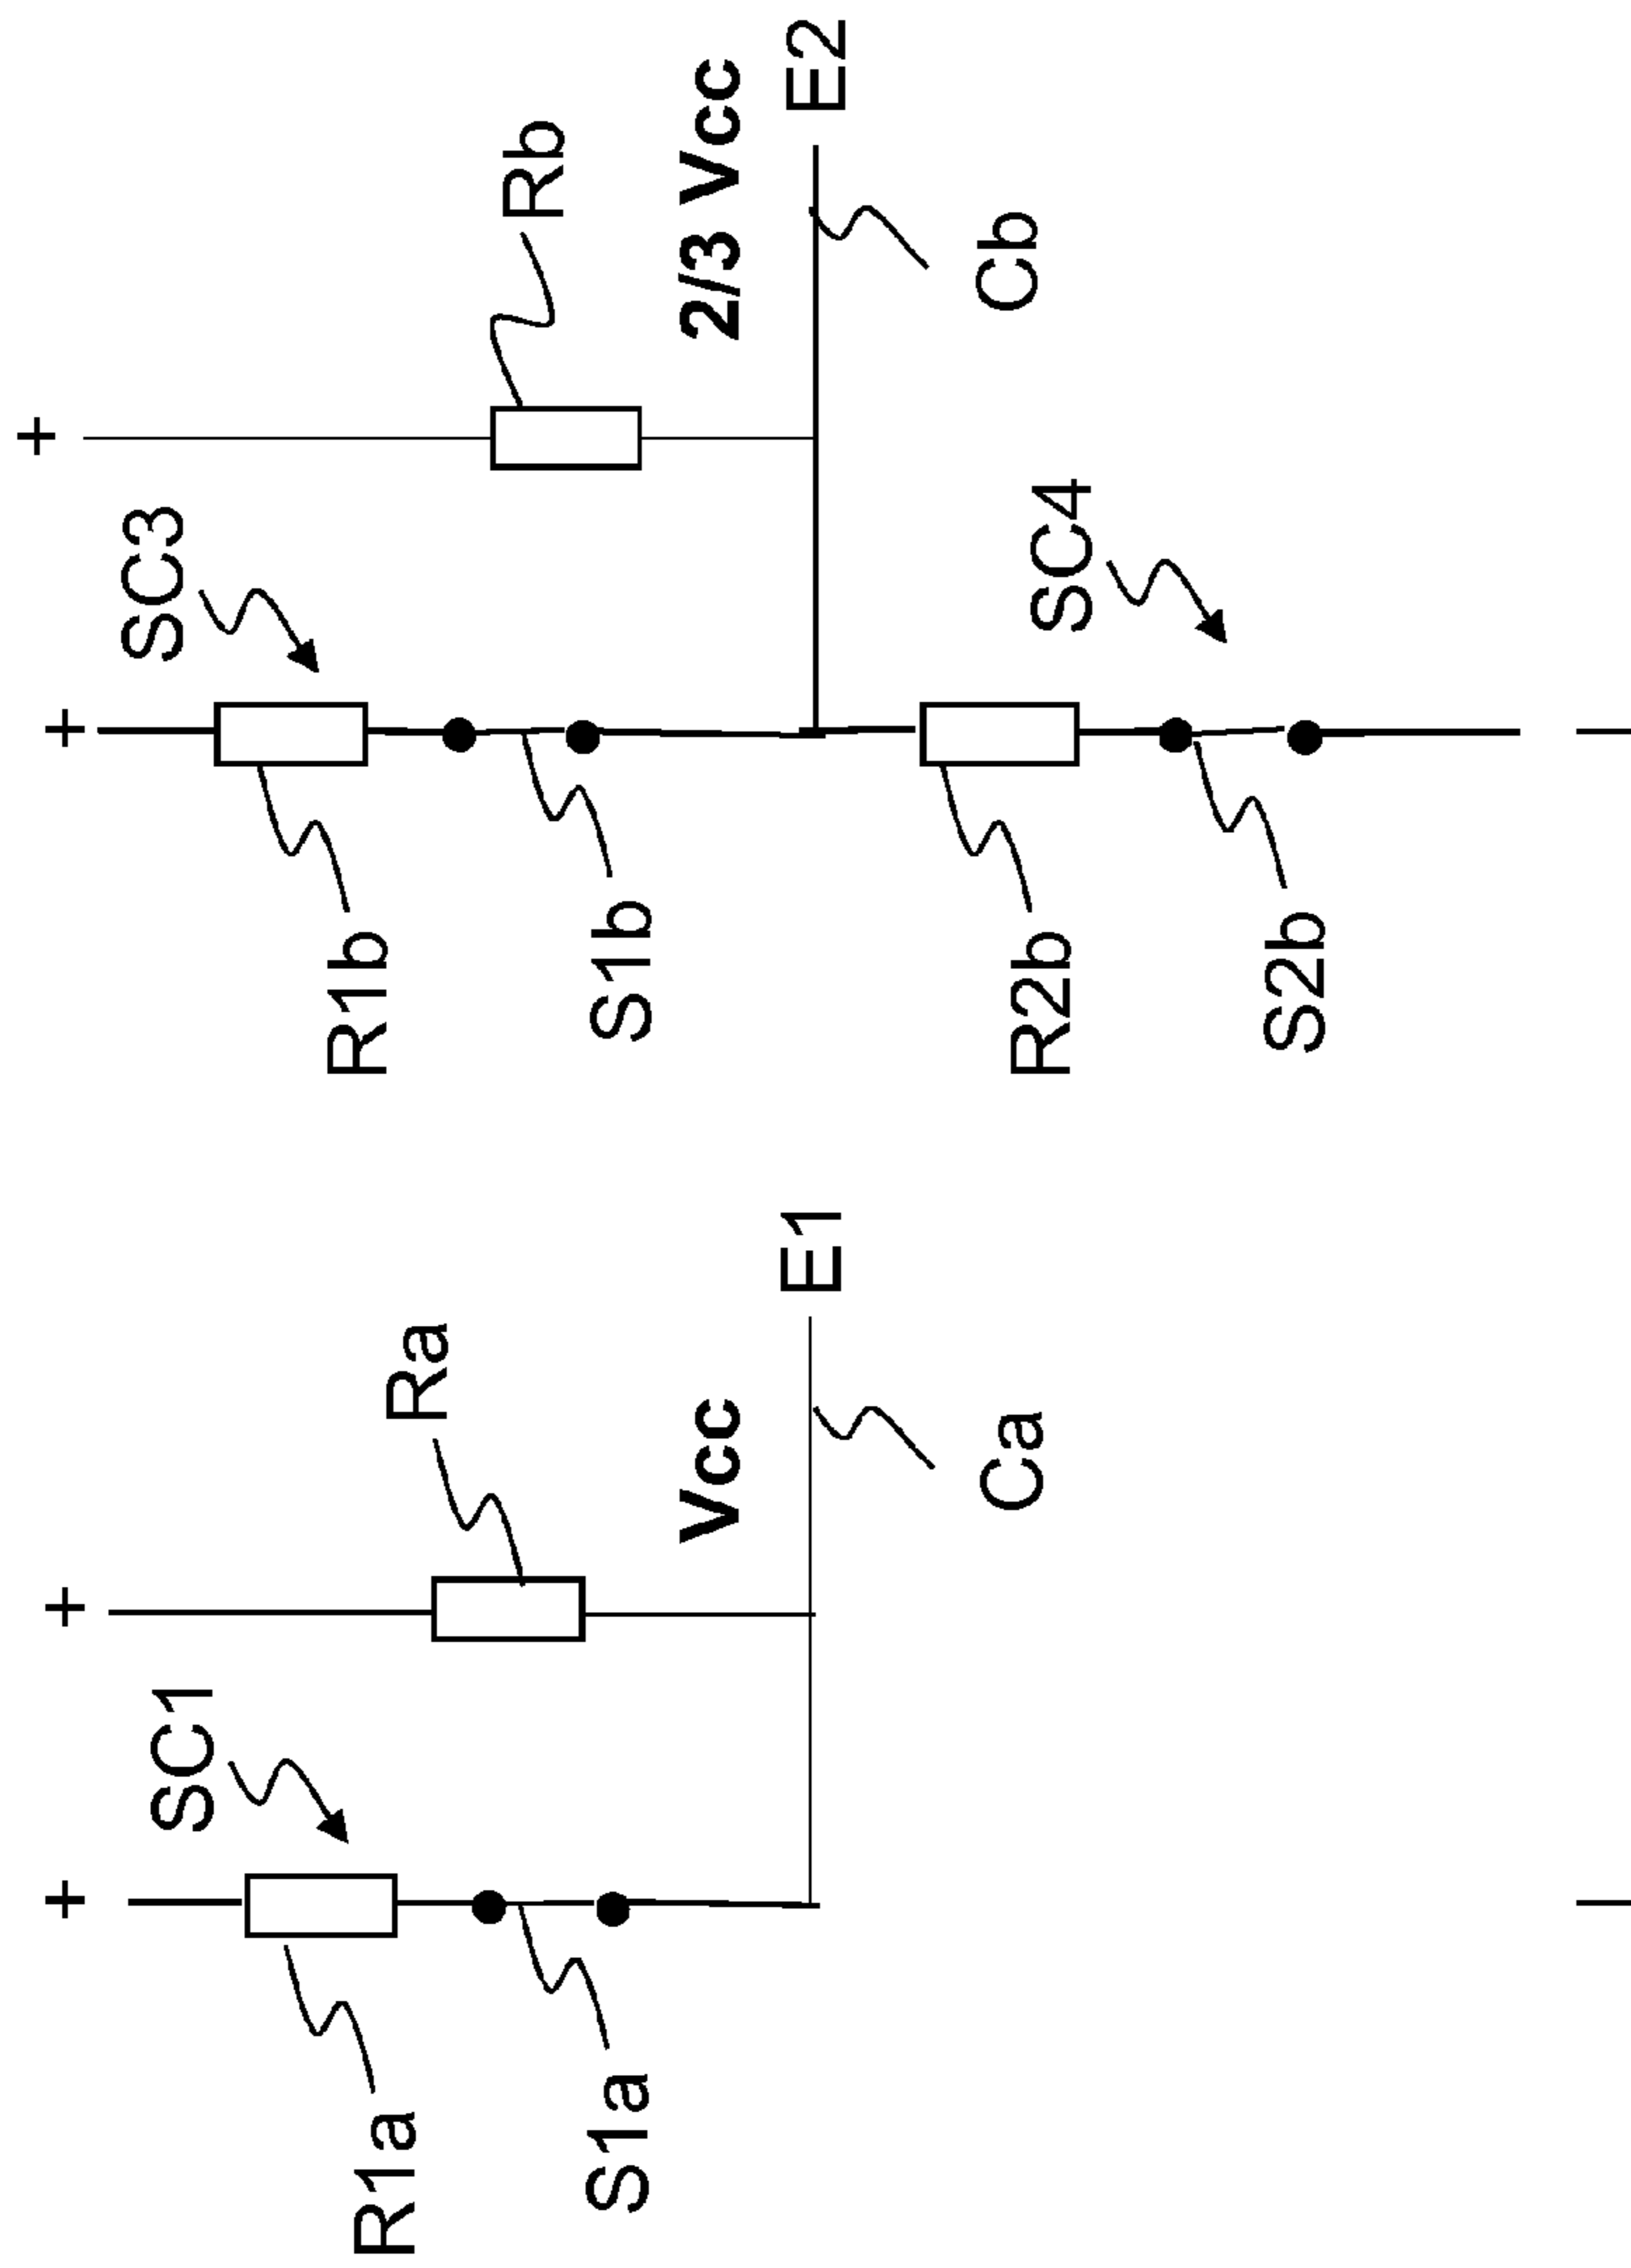 +
+
SC1
R1a
Ra
S1a
Vcc
E1
Ca
−
+
+
SC3
R1b
Rb
S1b
2/3 Vcc
E2
Cb
SC4
R2b
S2b
−